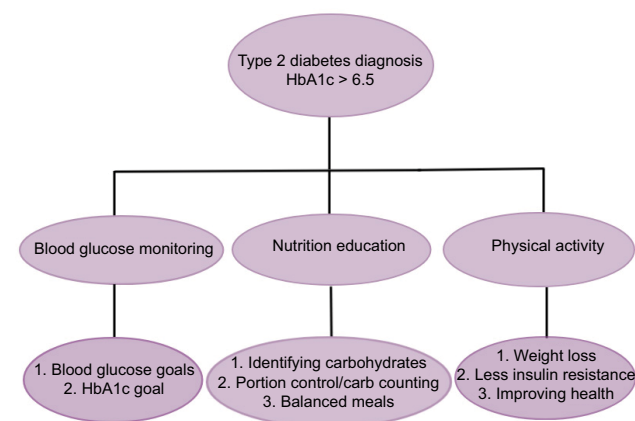 Type 2 diabetes diagnosis
HbA1c > 6.5
Blood glucose monitoring
Nutrition education
Physical activity
1. Blood glucose goals
2. HbA1c goal
1. Identifying carbohydrates
2. Portion control/carb counting
3. Balanced meals
1. Weight loss
2. Less insulin resistance
3. Improving health